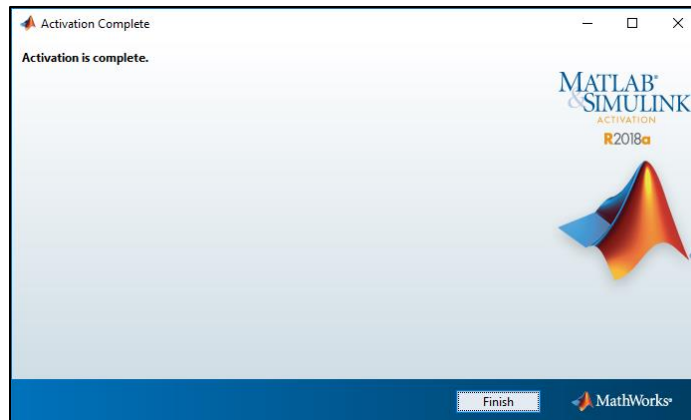 Activation Complete
Activation is complete.
MATLAB®
&SIMULINK
ACTIVATION
R2018a
Finish
MathWorks®